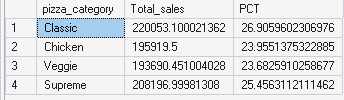 pizza_category Total_sales PCT
1 Classic 220053.100021362 26.9059602306976
2 Chicken 195919.5 23.9551375322885
3 Veggie 193690.451004028 23.6825910258677
4 Supreme 208196.99981308 25.4563112111462